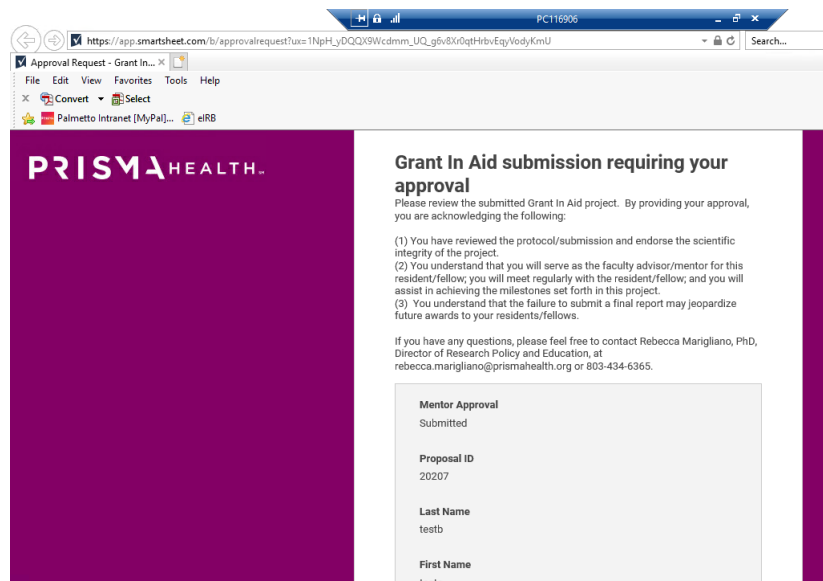 PC116906
https://app.smartsheet.com/b/approvalrequest?ux=1NpH_yDQQX9Wcdmm_UQ_g6v8Xr0qtHrbvEqyVodyKmU
Search...
Approval Request - Grant In...
File Edit View Favorites Tools Help
Convert Select
Palmetto Intranet [MyPal]... eIRB
PRISMA HEALTH
Grant In Aid submission requiring your
approval
Please review the submitted Grant In Aid project. By providing your approval,
you are acknowledging the following:
(1) You have reviewed the protocol/submission and endorse the scientific
integrity of the project.
(2) You understand that you will serve as the faculty advisor/mentor for this
resident/fellow; you will meet regularly with the resident/fellow; and you will
assist in achieving the milestones set forth in this project.
(3) You understand that the failure to submit a final report may jeopardize
future awards to your residents/fellows.
If you have any questions, please feel free to contact Rebecca Marigliano, PhD,
Director of Research Policy and Education, at
rebecca.marigliano@prismahealth.org or 803-434-6365.
Mentor Approval
Submitted
Proposal ID
20207
Last Name
testb
First Name